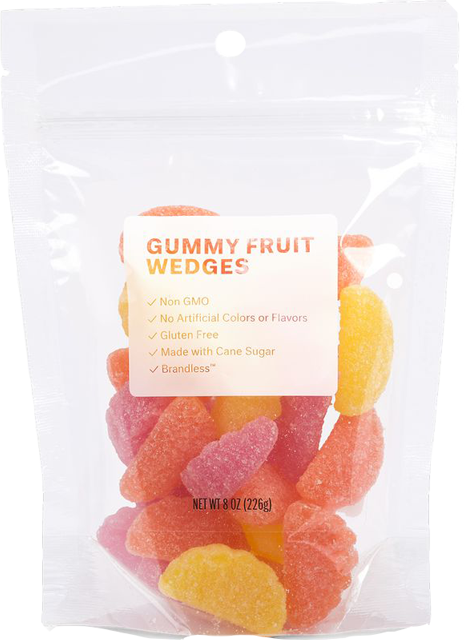 GUMMY FRUIT
WEDGES
✓ Non GMO
✓ No Artificial Colors or Flavors
✓ Gluten Free
✓ Made with Cane Sugar
✓ Brandless™
NET WT 8 OZ (226g)